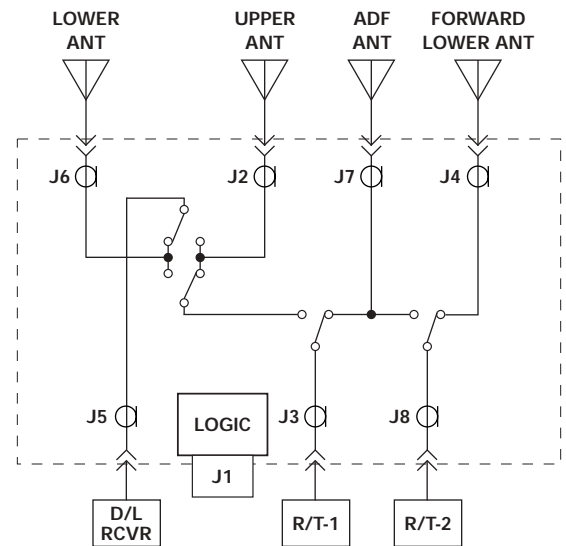 LOWER
ANT
UPPER
ANT
ADF
ANT
FORWARD
LOWER ANT
J6
J2
J7
J4
J5
LOGIC
J1
J3
J8
D/L
RCVR
R/T-1
R/T-2